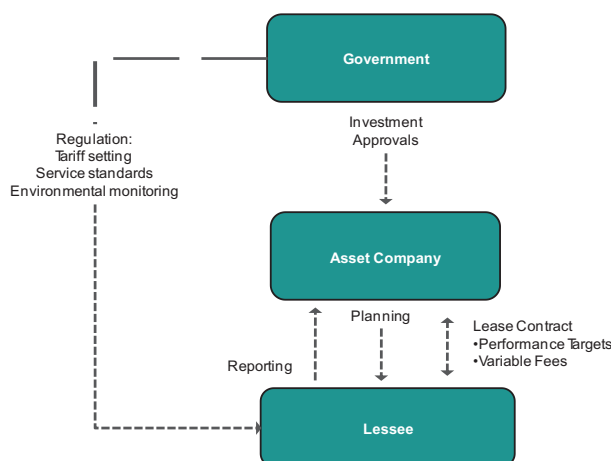 Government
Investment
Approvals
Regulation:
Tariff setting
Service standards
Environmental monitoring
Asset Company
Planning
Lease Contract
•Performance Targets
•Variable Fees
Reporting
Lessee